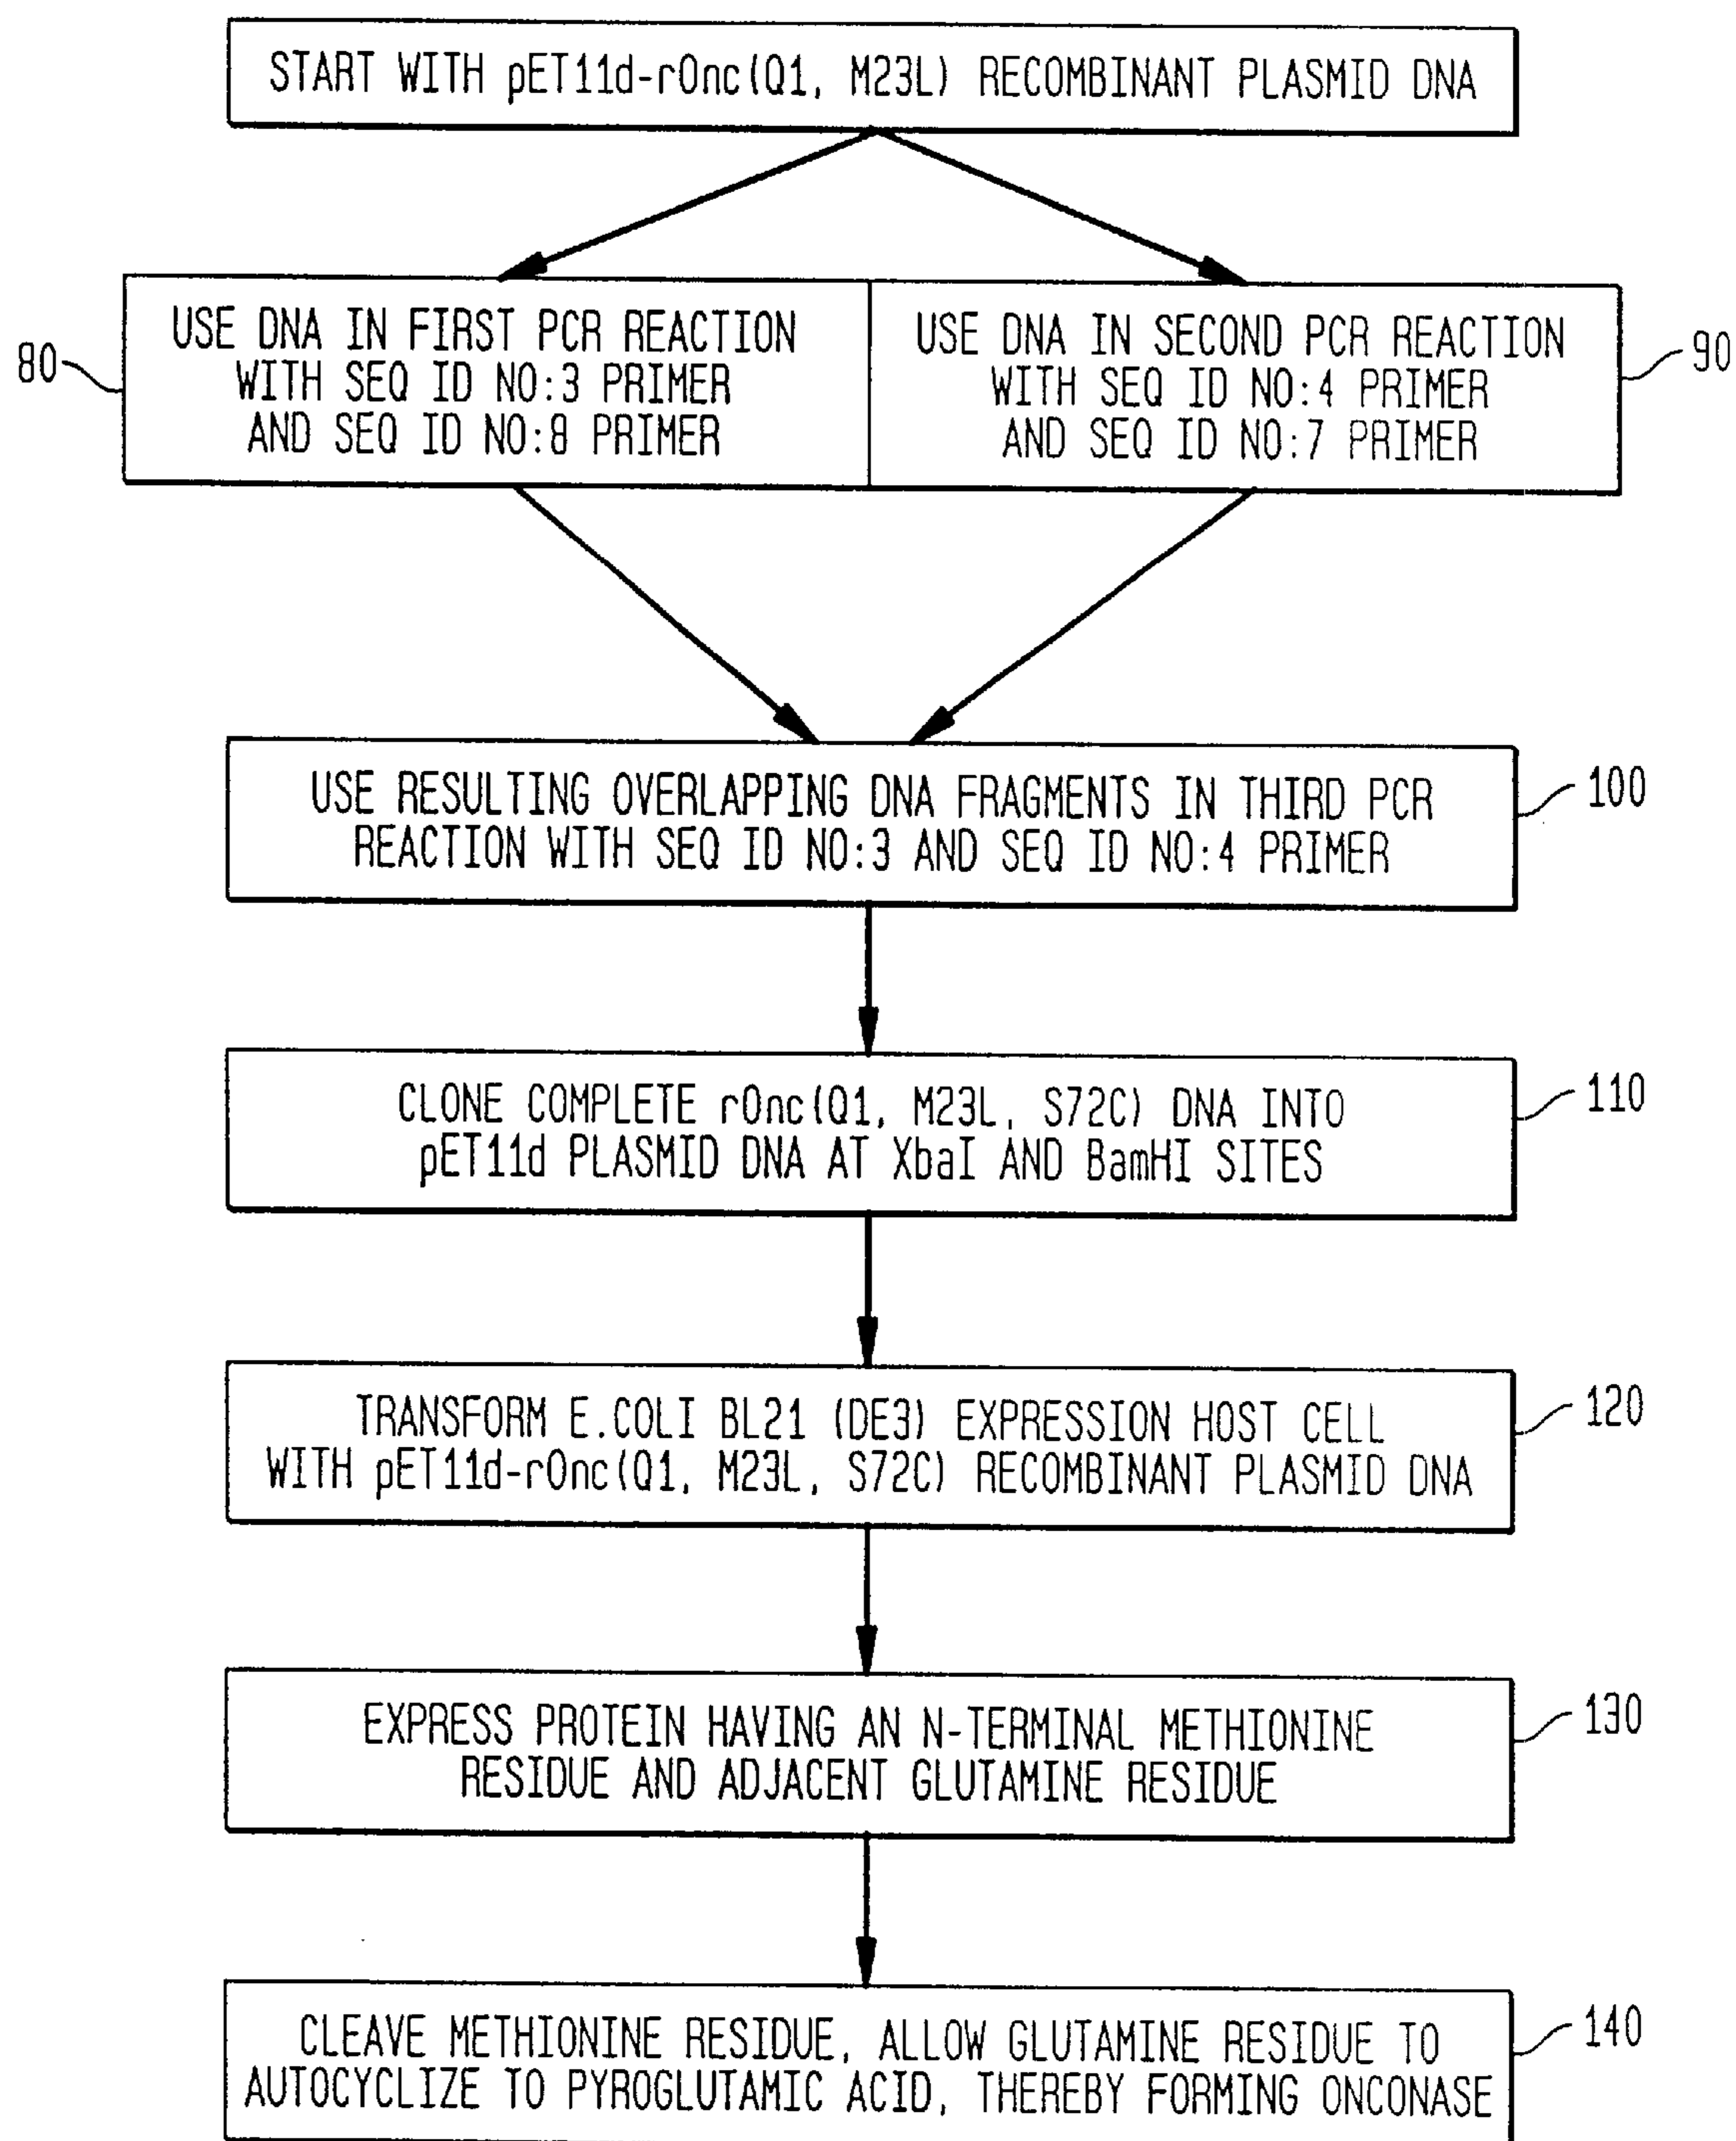 START WITH pET11d-rOnc(Q1, M23L) RECOMBINANT PLASMID DNA
80
USE DNA IN FIRST PCR REACTION
WITH SEQ ID NO:3 PRIMER
AND SEQ ID NO:8 PRIMER
USE DNA IN SECOND PCR REACTION
WITH SEQ ID NO:4 PRIMER
AND SEQ ID NO:7 PRIMER
90
USE RESULTING OVERLAPPING DNA FRAGMENTS IN THIRD PCR
REACTION WITH SEQ ID NO:3 AND SEQ ID NO:4 PRIMER
100
CLONE COMPLETE rOnc(Q1, M23L, S72C) DNA INTO
pET11d PLASMID DNA AT XbaI AND BamHI SITES
110
TRANSFORM E.COLI BL21 (DE3) EXPRESSION HOST CELL
WITH pET11d-rOnc(Q1, M23L, S72C) RECOMBINANT PLASMID DNA
120
EXPRESS PROTEIN HAVING AN N-TERMINAL METHIONINE
RESIDUE AND ADJACENT GLUTAMINE RESIDUE
130
CLEAVE METHIONINE RESIDUE, ALLOW GLUTAMINE RESIDUE TO
AUTOCYCLIZE TO PYROGLUTAMIC ACID, THEREBY FORMING ONCONASE
140